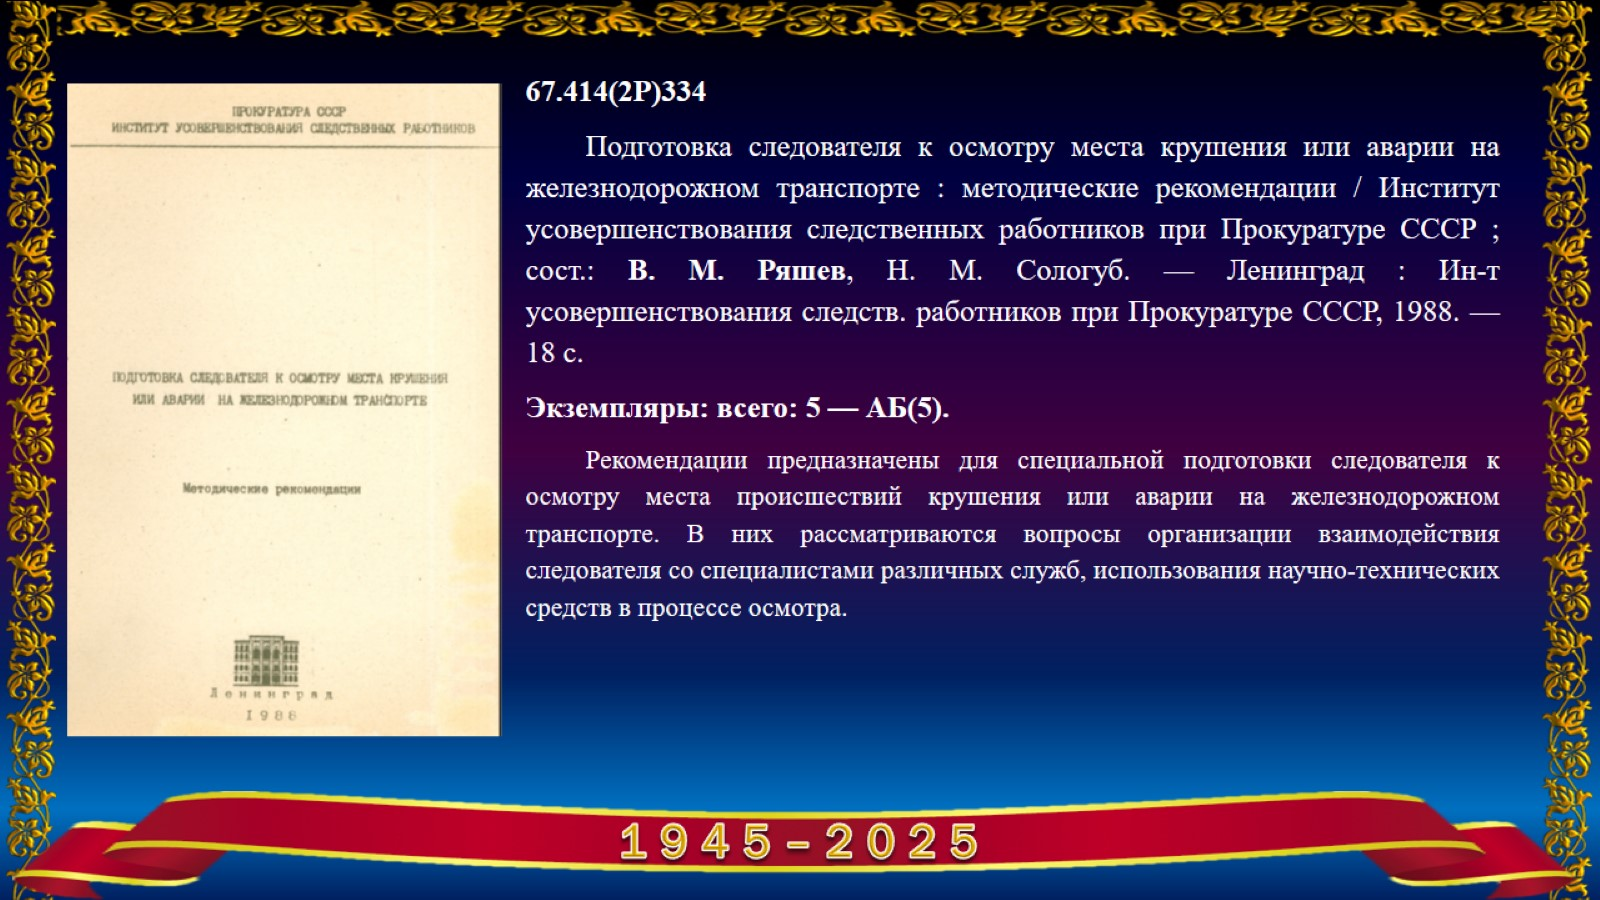 ПРОКУРАТУРА СССР
ИНСТИТУТ УСОВЕРШЕНСТВОВАНИЯ СЛЕДСТВЕННЫХ РАБОТНИКОВ
ПОДГОТОВКА СЛЕДОВАТЕЛЯ К ОСМОТРУ МЕСТА КРУШЕНИЯ
ИЛИ АВАРИИ НА ЖЕЛЕЗНОДОРОЖНОМ ТРАНСПОРТЕ
Методические рекомендации
Ленинград
1988
67.414(2Р)334
Подготовка следователя к осмотру места крушения или аварии на
железнодорожном транспорте : методические рекомендации / Институт
усовершенствования следственных работников при Прокуратуре СССР ;
сост.: В. М. Ряшев, Н. М. Сологуб. — Ленинград : Ин-т
усовершенствования следств. работников при Прокуратуре СССР, 1988. —
18 с.
Экземпляры: всего: 5 — АБ(5).
Рекомендации предназначены для специальной подготовки следователя к
осмотру места происшествий крушения или аварии на железнодорожном
транспорте. В них рассматриваются вопросы организации взаимодействия
следователя со специалистами различных служб, использования научно-технических
средств в процессе осмотра.
1945–2025